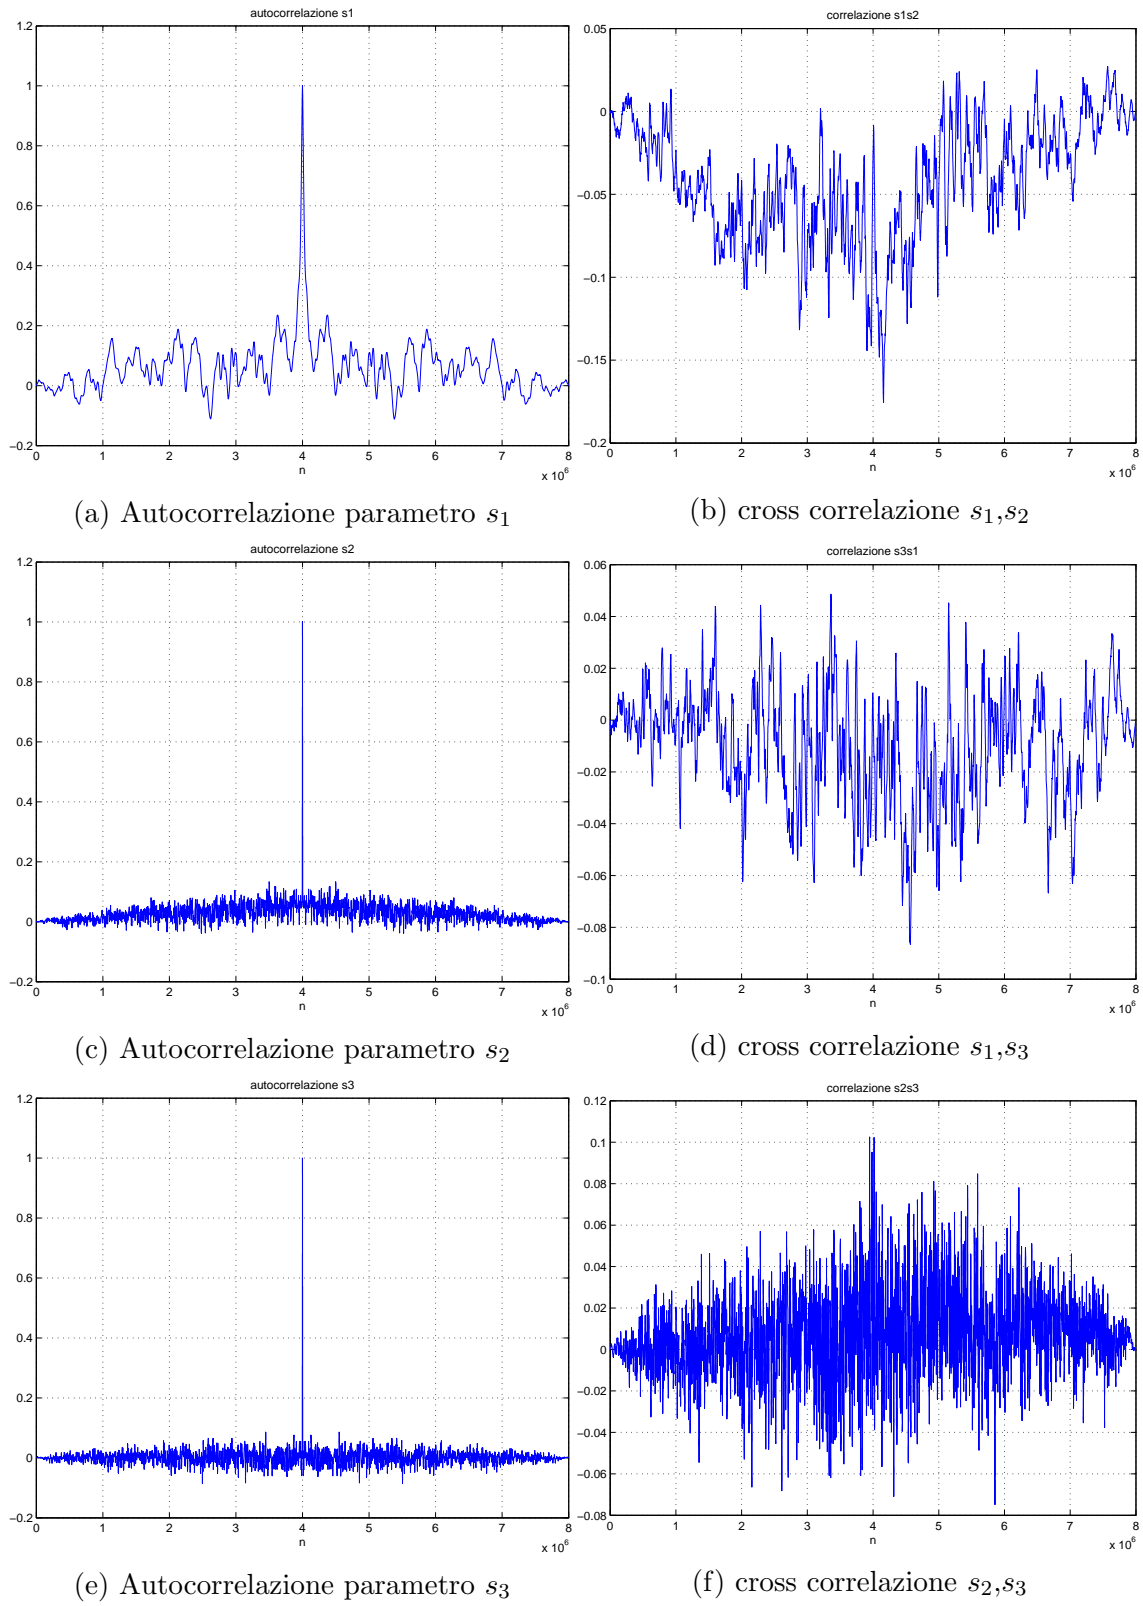 autocorrelazione s1
1.2
1
0.8
0.6
0.4
0.2
0
−0.2
0 1 2 3 4 5 6 7 8
n
x 10^6
(a) Autocorrelazione parametro s₁
correlazione s1s2
0.05
0
−0.05
−0.1
−0.15
−0.2
0 1 2 3 4 5 6 7 8
n
x 10^6
(b) cross correlazione s₁,s₂
autocorrelazione s2
1.2
1
0.8
0.6
0.4
0.2
0
−0.2
0 1 2 3 4 5 6 7 8
n
x 10^6
(c) Autocorrelazione parametro s₂
correlazione s3s1
0.06
0.04
0.02
0
−0.02
−0.04
−0.06
−0.08
−0.1
0 1 2 3 4 5 6 7 8
n
x 10^6
(d) cross correlazione s₁,s₃
autocorrelazione s3
1.2
1
0.8
0.6
0.4
0.2
0
−0.2
0 1 2 3 4 5 6 7 8
n
x 10^6
(e) Autocorrelazione parametro s₃
correlazione s2s3
0.12
0.1
0.08
0.06
0.04
0.02
0
−0.02
−0.04
−0.06
−0.08
0 1 2 3 4 5 6 7 8
n
x 10^6
(f) cross correlazione s₂,s₃